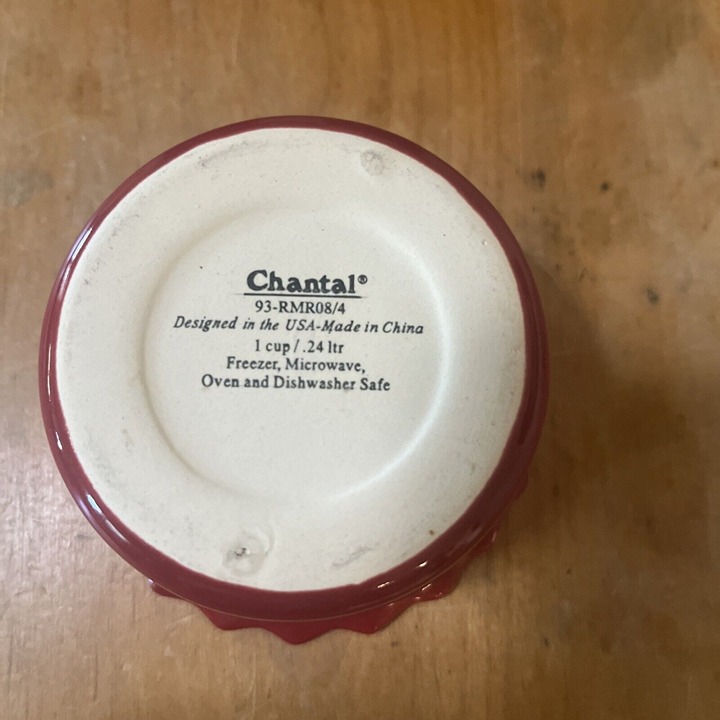 Chantal®
93-RMR08/4
Designed in the USA-Made in China
1 cup / .24 ltr
Freezer, Microwave,
Oven and Dishwasher Safe